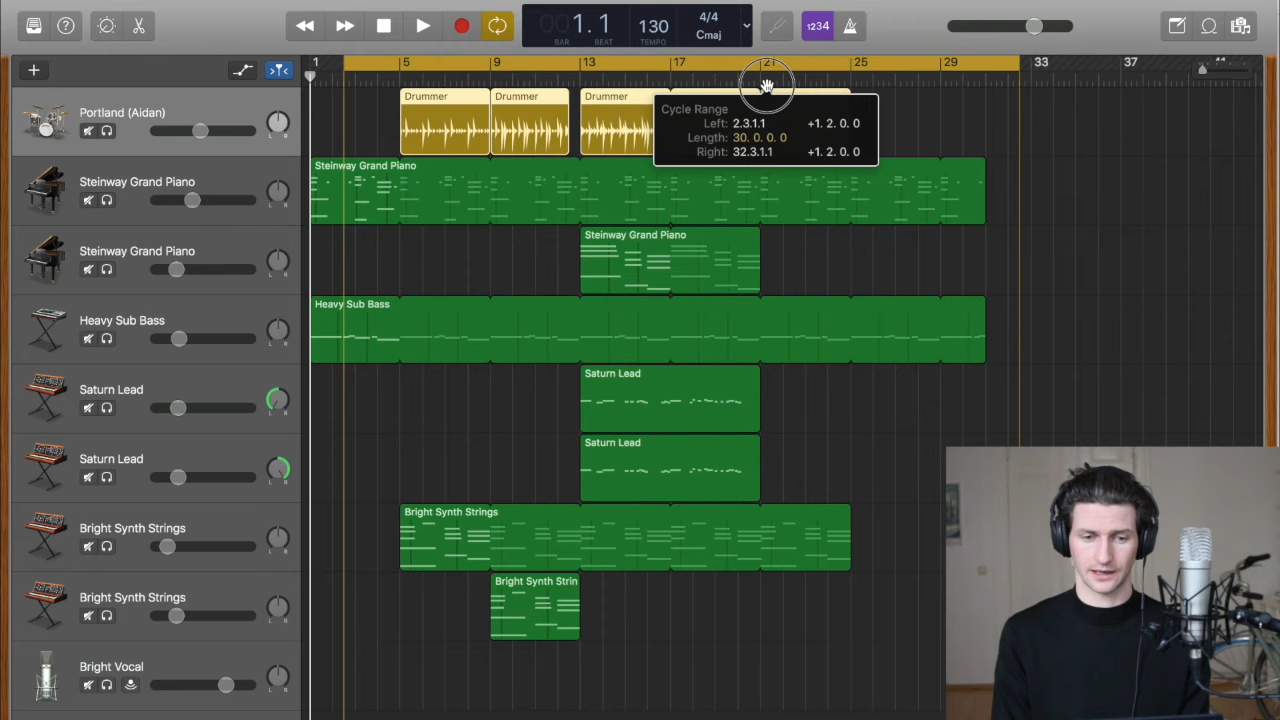 1.1
BAR BEAT
130
TEMPO
4/4
Cmaj
1234
1 5 9 13 17 21 25 29 33 37
Portland (Aidan)
Drummer
Drummer
Drummer
Cycle Range
Left: 2.3.1.1 +1. 2. 0. 0
Length: 30. 0. 0. 0
Right: 32.3.1.1 +1. 2. 0. 0
L R
Steinway Grand Piano
Steinway Grand Piano
L R
Steinway Grand Piano
Steinway Grand Piano
L R
Heavy Sub Bass
Heavy Sub Bass
L R
Saturn Lead
Saturn Lead
L R
Saturn Lead
Saturn Lead
L R
Bright Synth Strings
Bright Synth Strings
L R
Bright Synth Strings
Bright Synth Strin
L R
Bright Vocal
L R